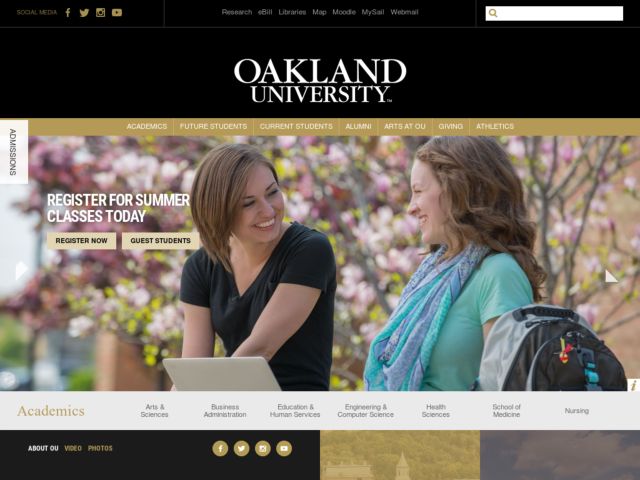 SOCIAL MEDIA
Research eBill Libraries Map Moodle MySail Webmail
OAKLAND
UNIVERSITY™
ACADEMICS FUTURE STUDENTS CURRENT STUDENTS ALUMNI ARTS AT OU GIVING ATHLETICS
ADMISSIONS
REGISTER FOR SUMMER
CLASSES TODAY
REGISTER NOW GUEST STUDENTS
i
Academics
Arts &
Sciences
Business
Administration
Education &
Human Services
Engineering &
Computer Science
Health
Sciences
School of
Medicine
Nursing
ABOUT OU VIDEO PHOTOS